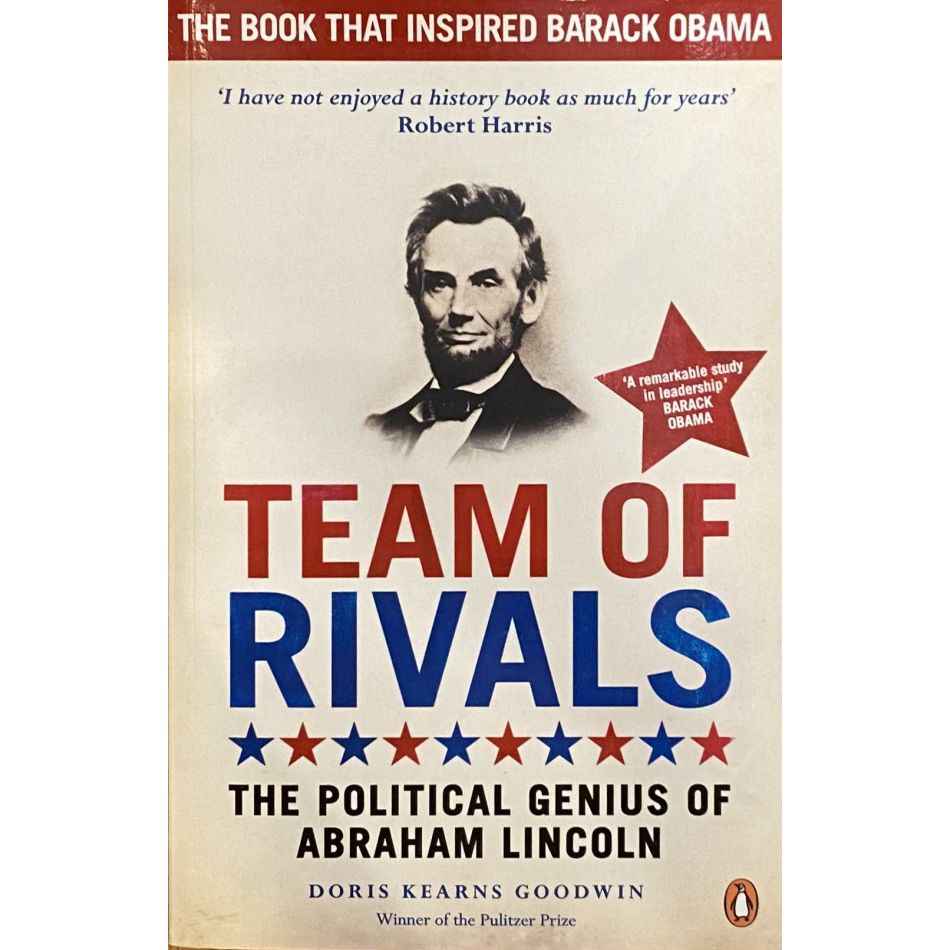 THE BOOK THAT INSPIRED BARACK OBAMA
‘I have not enjoyed a history book as much for years’
Robert Harris
‘A remarkable study
in leadership’
BARACK
OBAMA
TEAM OF
RIVALS
THE POLITICAL GENIUS OF
ABRAHAM LINCOLN
DORIS KEARNS GOODWIN
Winner of the Pulitzer Prize